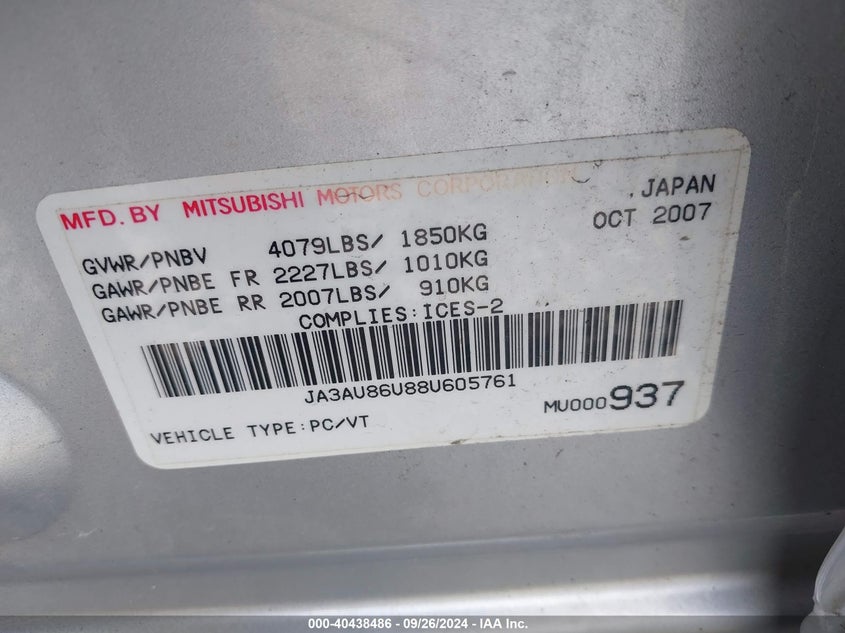 MFD. BY MITSUBISHI MOTORS CORPORATION JAPAN
GVWR/PNBV 4079LBS/ 1850KG OCT 2007
GAWR/PNBE FR 2227LBS/ 1010KG
GAWR/PNBE RR 2007LBS/ 910KG
COMPLIES:ICES-2
JA3AU86U88U605761
MU000937
VEHICLE TYPE:PC/VT
000-40438486 - 09/26/2024 - IAA Inc.